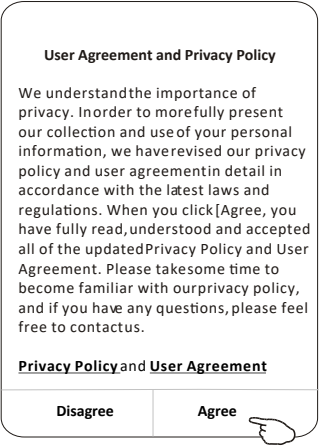 User Agreement and Privacy Policy
We understandthe importance of
privacy. Inorder to morefully present
our collection and useof your personal
information, we haverevised our privacy
policy and user agreementin detail in
accordance with the latest laws and
regulations. When you click[Agree, you
have fully read,understood and accepted
all of the updatedPrivacy Policy and User
Agreement. Please takesome time to
become familiar with ourprivacy policy,
and if you have any questions,please feel
free to contactus.
Privacy Policy and User Agreement
Disagree Agree